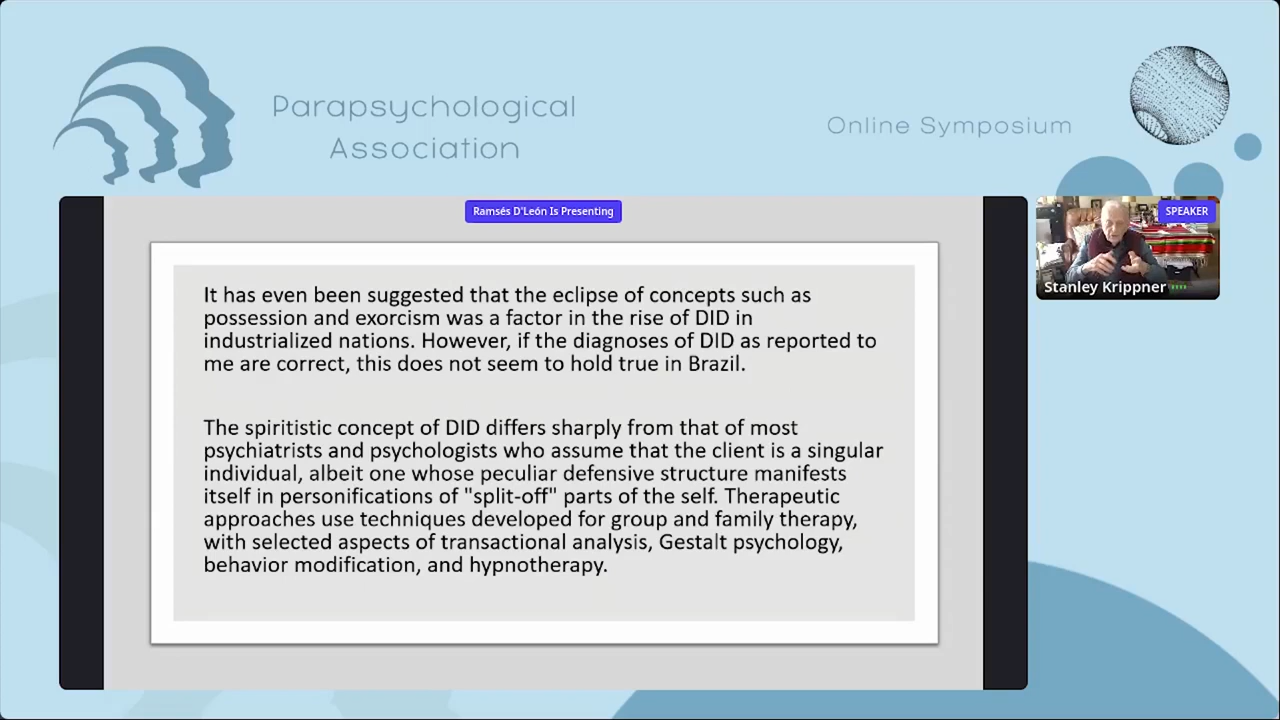 Parapsychological
Association
Online Symposium
Ramsés D'León Is Presenting
SPEAKER
Stanley Krippner
It has even been suggested that the eclipse of concepts such as
possession and exorcism was a factor in the rise of DID in
industrialized nations. However, if the diagnoses of DID as reported to
me are correct, this does not seem to hold true in Brazil.
The spiritistic concept of DID differs sharply from that of most
psychiatrists and psychologists who assume that the client is a singular
individual, albeit one whose peculiar defensive structure manifests
itself in personifications of "split-off" parts of the self. Therapeutic
approaches use techniques developed for group and family therapy,
with selected aspects of transactional analysis, Gestalt psychology,
behavior modification, and hypnotherapy.